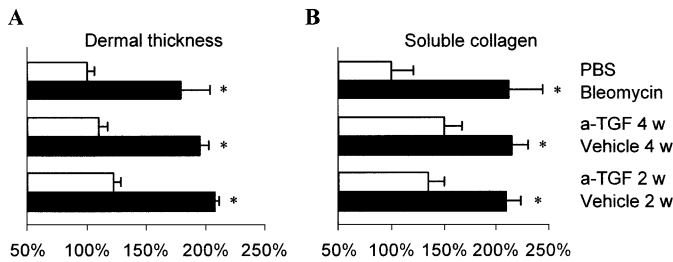 A
Dermal thickness
*
*
*
50% 100% 150% 200% 250%
B
Soluble collagen
*
*
*
50% 100% 150% 200% 250%
PBS
Bleomycin
a-TGF 4 w
Vehicle 4 w
a-TGF 2 w
Vehicle 2 w